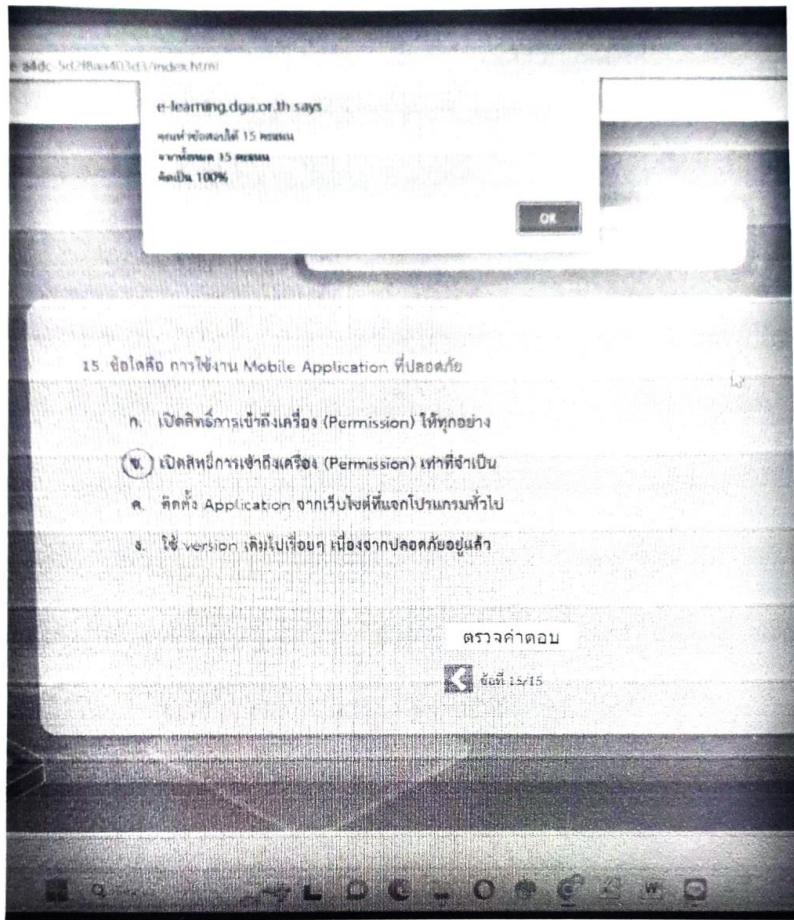 e-a4dc-5d2f8aa403d3/index.html
e-learning.dga.or.th says
คุณทำข้อสอบได้ 15 คะแนน
จากทั้งหมด 15 คะแนน
คิดเป็น 100%
OK
15. ข้อใดคือ การใช้งาน Mobile Application ที่ปลอดภัย
ก. เปิดสิทธิ์การเข้าถึงเครื่อง (Permission) ให้ทุกอย่าง
ข. เปิดสิทธิ์การเข้าถึงเครื่อง (Permission) เท่าที่จำเป็น
ค. ติดตั้ง Application จากเว็บไซต์ที่แจกโปรแกรมทั่วไป
ง. ใช้ version เดิมไปเรื่อยๆ เนื่องจากปลอดภัยอยู่แล้ว
ตรวจคำตอบ
ข้อที่ 15/15